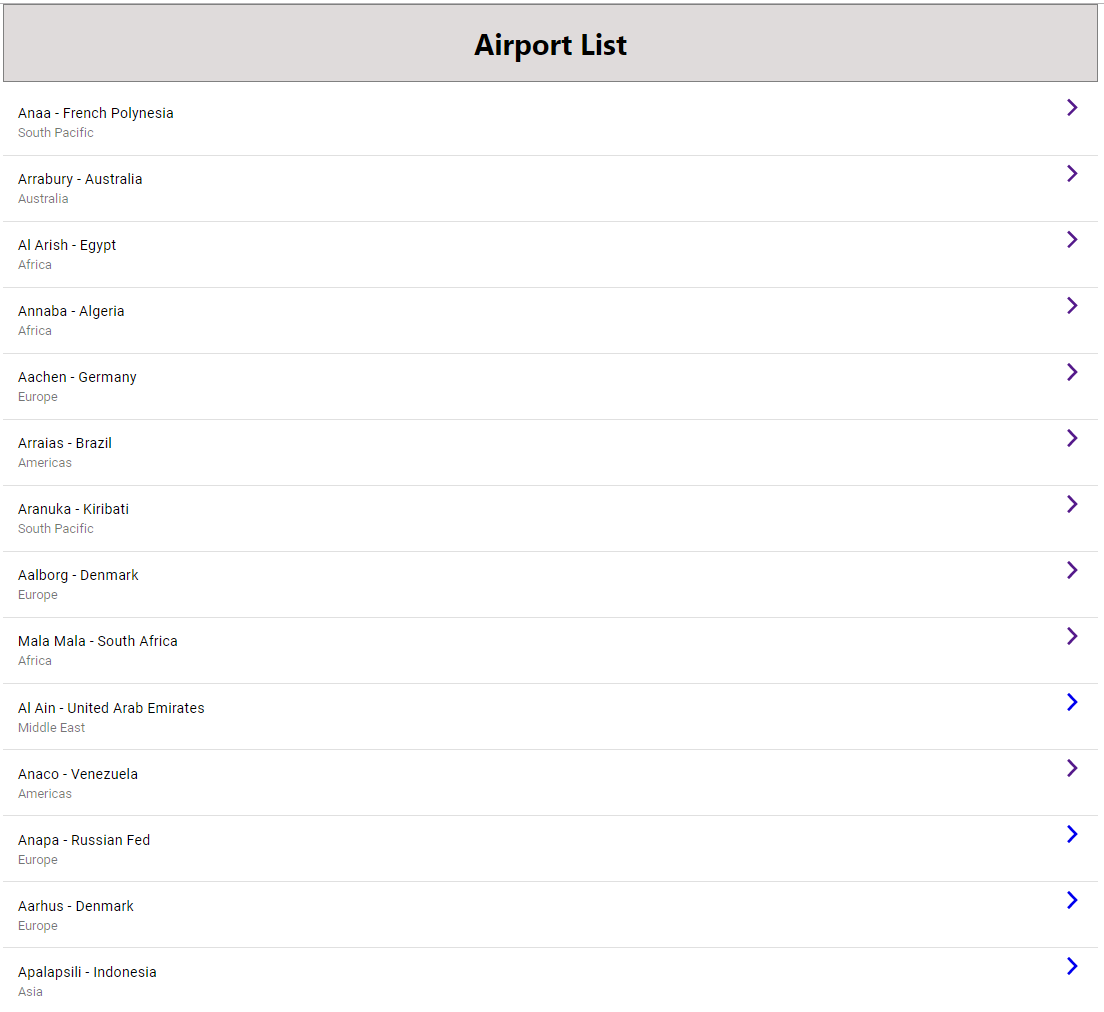 Airport List
Anaa - French Polynesia
South Pacific
Arrabury - Australia
Australia
Al Arish - Egypt
Africa
Annaba - Algeria
Africa
Aachen - Germany
Europe
Arraias - Brazil
Americas
Aranuka - Kiribati
South Pacific
Aalborg - Denmark
Europe
Mala Mala - South Africa
Africa
Al Ain - United Arab Emirates
Middle East
Anaco - Venezuela
Americas
Anapa - Russian Fed
Europe
Aarhus - Denmark
Europe
Apalapsili - Indonesia
Asia